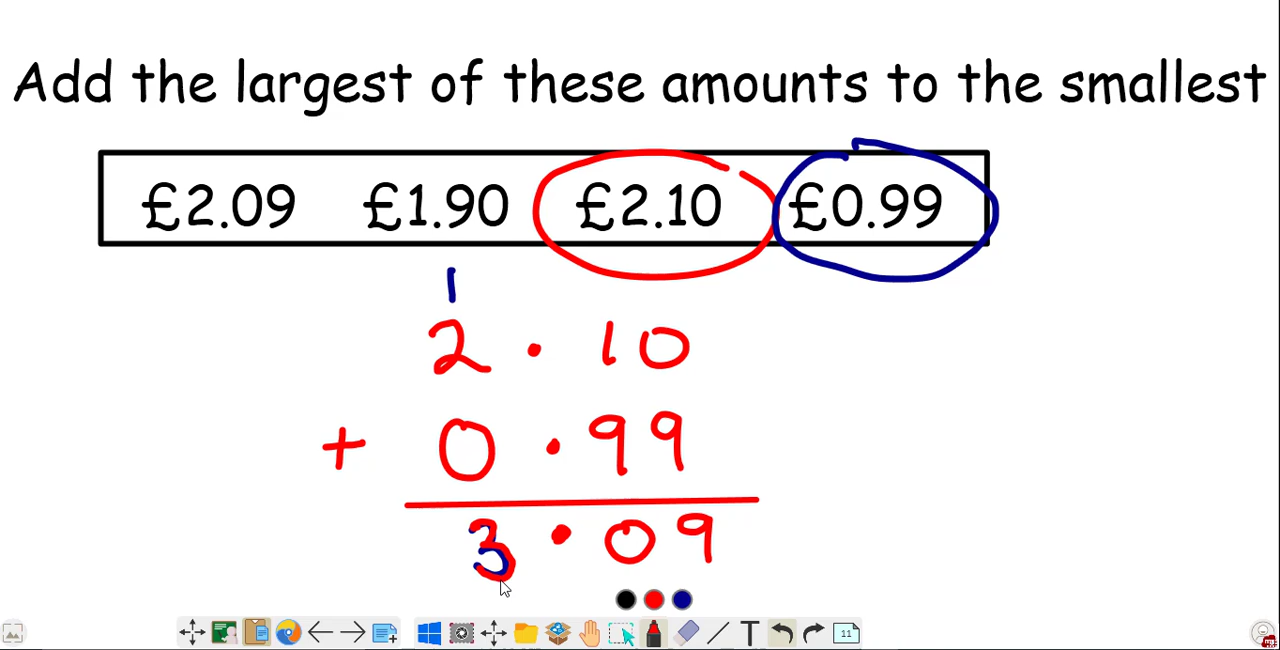 Add the largest of these amounts to the smallest
£2.09 £1.90 £2.10 £0.99
1
2.10
+ 0.99
3.09
T 11